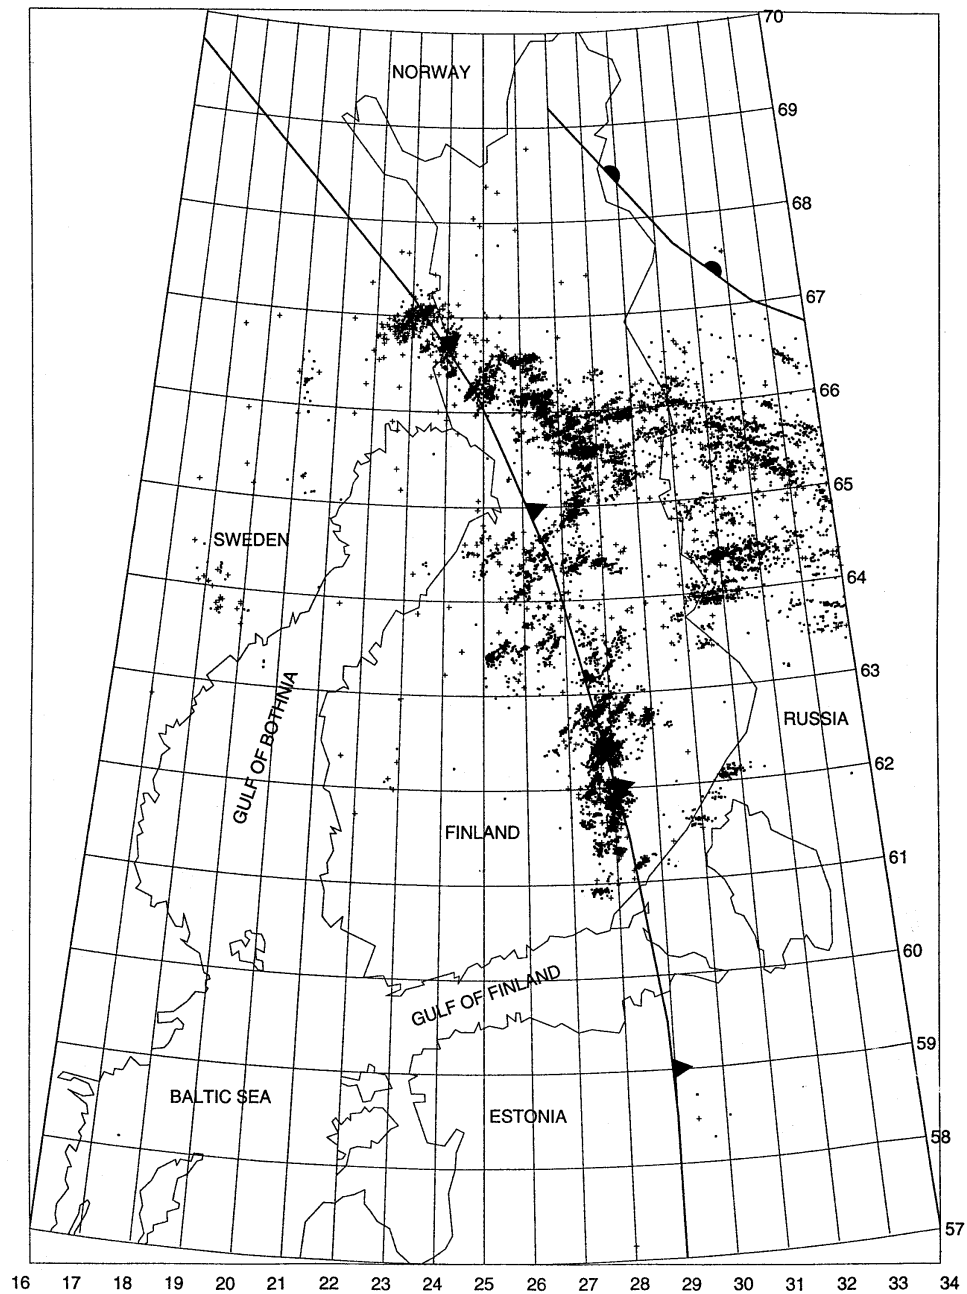 70
NORWAY
69
68
67
66
65
SWEDEN
64
63
GULF OF BOTHNIA
RUSSIA
62
FINLAND
61
60
GULF OF FINLAND
59
BALTIC SEA
ESTONIA
58
57
16 17 18 19 20 21 22 23 24 25 26 27 28 29 30 31 32 33 34